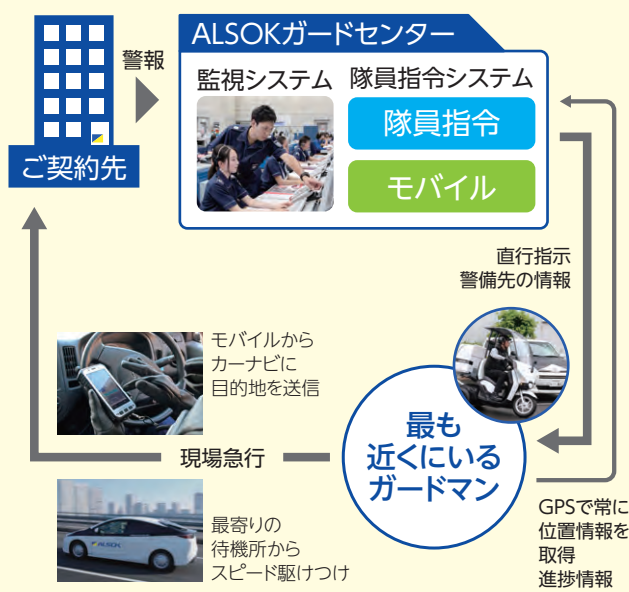 ALSOKガードセンター
警報
監視システム
隊員指令システム
隊員指令
モバイル
ご契約先
直行指示
警備先の情報
モバイルから
カーナビに
目的地を送信
最も
近くにいる
ガードマン
現場急行
GPSで常に
位置情報を
取得
進捗情報
最寄りの
待機所から
スピード駆けつけ
ALSOK